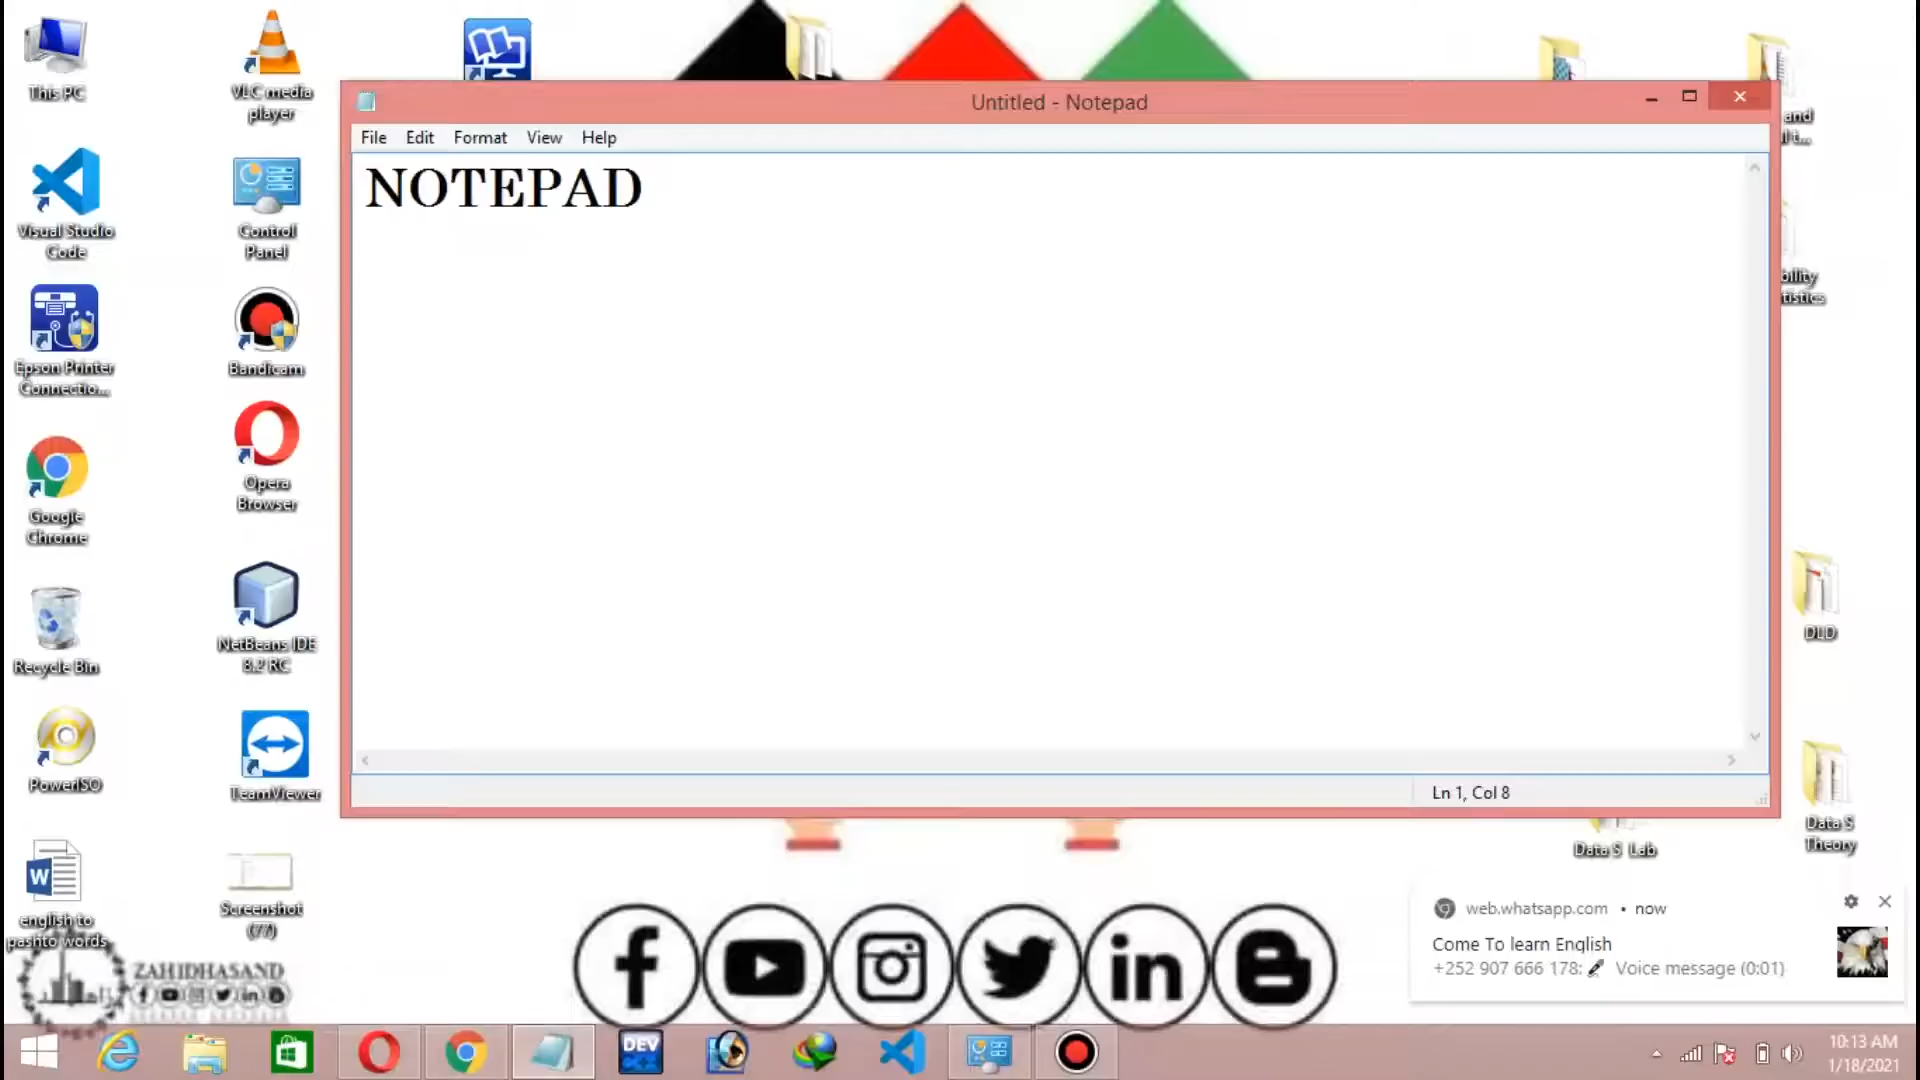 This PC
VLC media
player
Untitled - Notepad
File Edit Format View Help
NOTEPAD
and
Visual Studio
Code
Control
Panel
Epson Printer
Connectio...
Bandicam
Google
Chrome
Opera
Browser
Recycle Bin
NetBeans IDE
8.2 RC
DLD
PowerISO
TeamViewer
Ln 1, Col 8
Data S Lab
Data S
Theory
W
english to
pashto words
Screenshot
(77)
ZAHIDHASAND
f
in
web.whatsapp.com • now
Come To learn English
+252 907 666 178: Voice message (0:01)
DEV
10:13 AM
1/18/2021